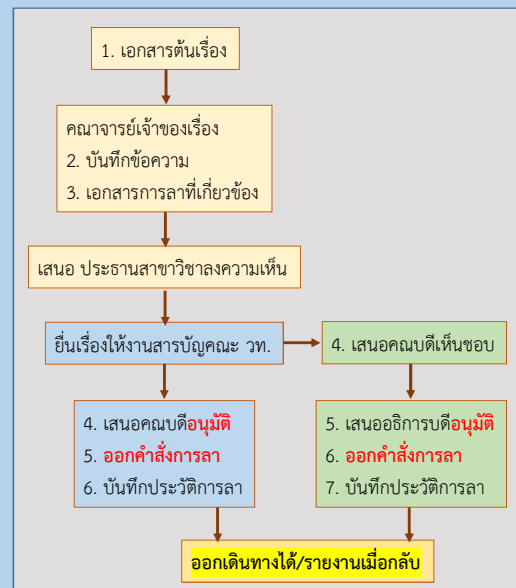 1. เอกสารต้นเรื่อง
คณาจารย์เจ้าของเรื่อง
2. บันทึกข้อความ
3. เอกสารการลาที่เกี่ยวข้อง
เสนอ ประธานสาขาวิชาลงความเห็น
ยื่นเรื่องให้งานสารบัญคณะ วท.
4. เสนอคณบดีเห็นชอบ
4. เสนอคณบดีอนุมัติ
5. ออกคำสั่งการลา
6. บันทึกประวัติการลา
5. เสนออธิการบดีอนุมัติ
6. ออกคำสั่งการลา
7. บันทึกประวัติการลา
ออกเดินทางได้/รายงานเมื่อกลับ